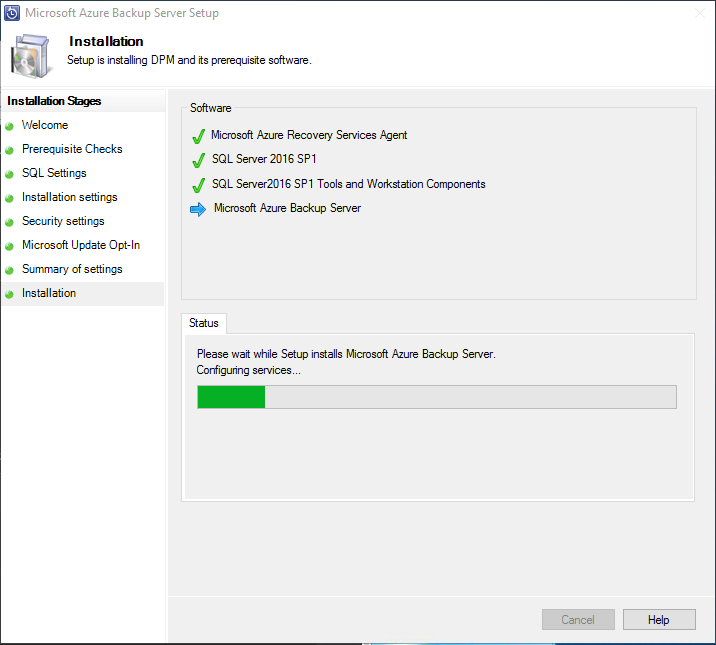 Microsoft Azure Backup Server Setup
Installation
Setup is installing DPM and its prerequisite software.
Installation Stages
Welcome
Prerequisite Checks
SQL Settings
Installation settings
Security settings
Microsoft Update Opt-In
Summary of settings
Installation
Software
Microsoft Azure Recovery Services Agent
SQL Server 2016 SP1
SQL Server2016 SP1 Tools and Workstation Components
Microsoft Azure Backup Server
Status
Please wait while Setup installs Microsoft Azure Backup Server.
Configuring services...
Cancel
Help